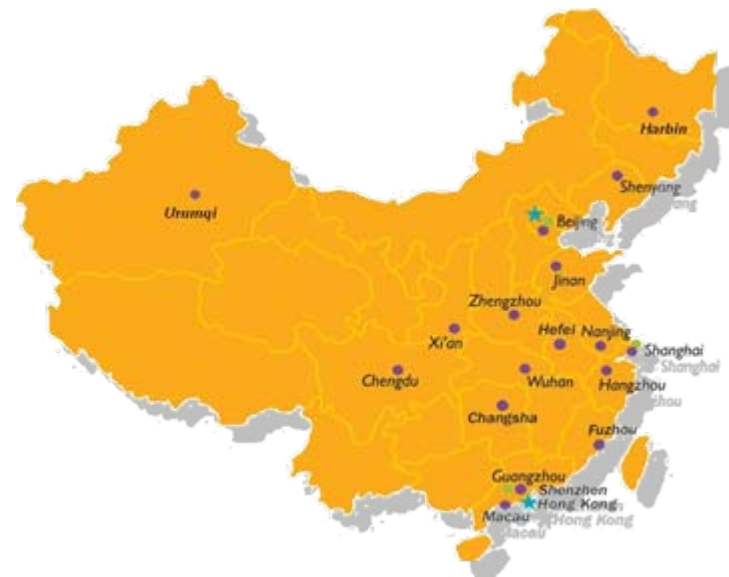 Harbin
Shenyang
Urumqi
Beijing
Jinan
Zhengzhou
Hefei
Nanjing
Xi'an
Shanghai
Shanghai
Chengdu
Wuhan
Hangzhou
Changsha
Fuzhou
Guangzhou
Shenzhen
Hong Kong
Macau
Hong Kong
Macau